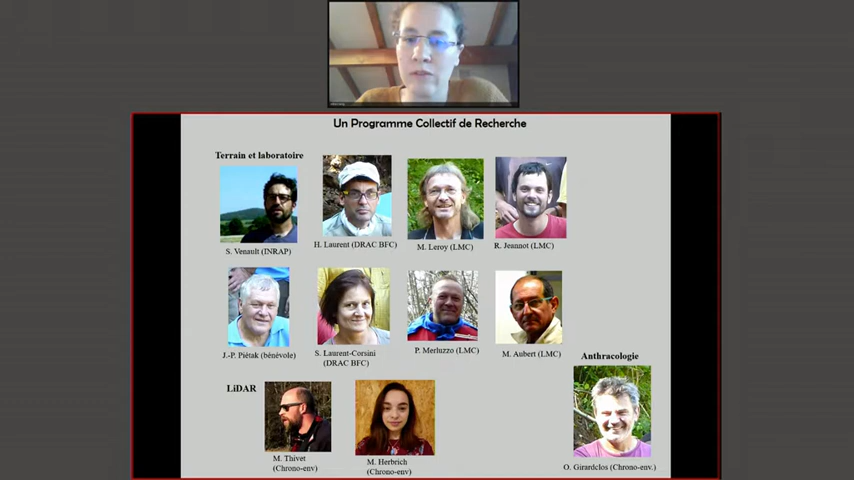 Un Programme Collectif de Recherche
Terrain et laboratoire
S. Venault (INRAP)
H. Laurent (DRAC BFC)
M. Leroy (LMC)
R. Jeannot (LMC)
J.-P. Piétak (bénévole)
S. Laurent-Corsini
(DRAC BFC)
P. Merluzzo (LMC)
M. Aubert (LMC)
Anthracologie
LiDAR
M. Thivet
(Chrono-env)
M. Herbrich
(Chrono-env)
O. Girardclos (Chrono-env.)